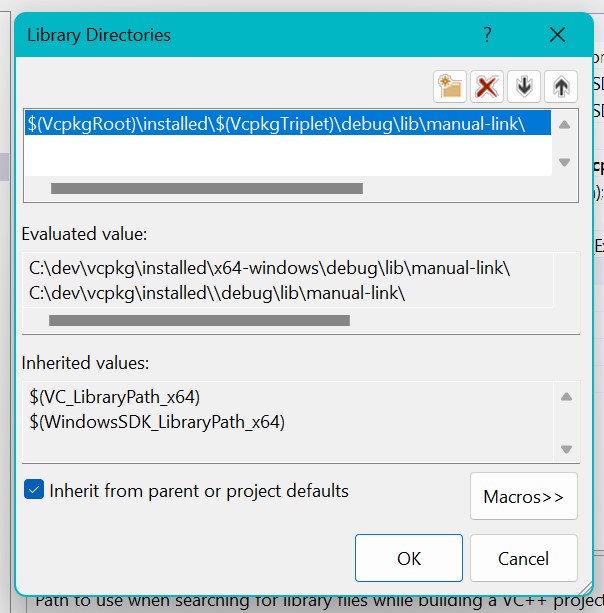 Library Directories
?
$(VcpkgRoot)\installed\$(VcpkgTriplet)\debug\lib\manual-link\
Evaluated value:
C:\dev\vcpkg\installed\x64-windows\debug\lib\manual-link\
C:\dev\vcpkg\installed\\debug\lib\manual-link\
Inherited values:
$(VC_LibraryPath_x64)
$(WindowsSDK_LibraryPath_x64)
Inherit from parent or project defaults
Macros>>
OK
Cancel
Path to use when searching for library files while building a VC++ project